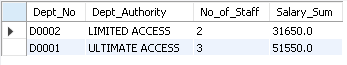 Dept_No Dept_Authority No_of_Staff Salary_Sum
D0002 LIMITED ACCESS 2 31650.0
D0001 ULTIMATE ACCESS 3 51550.0